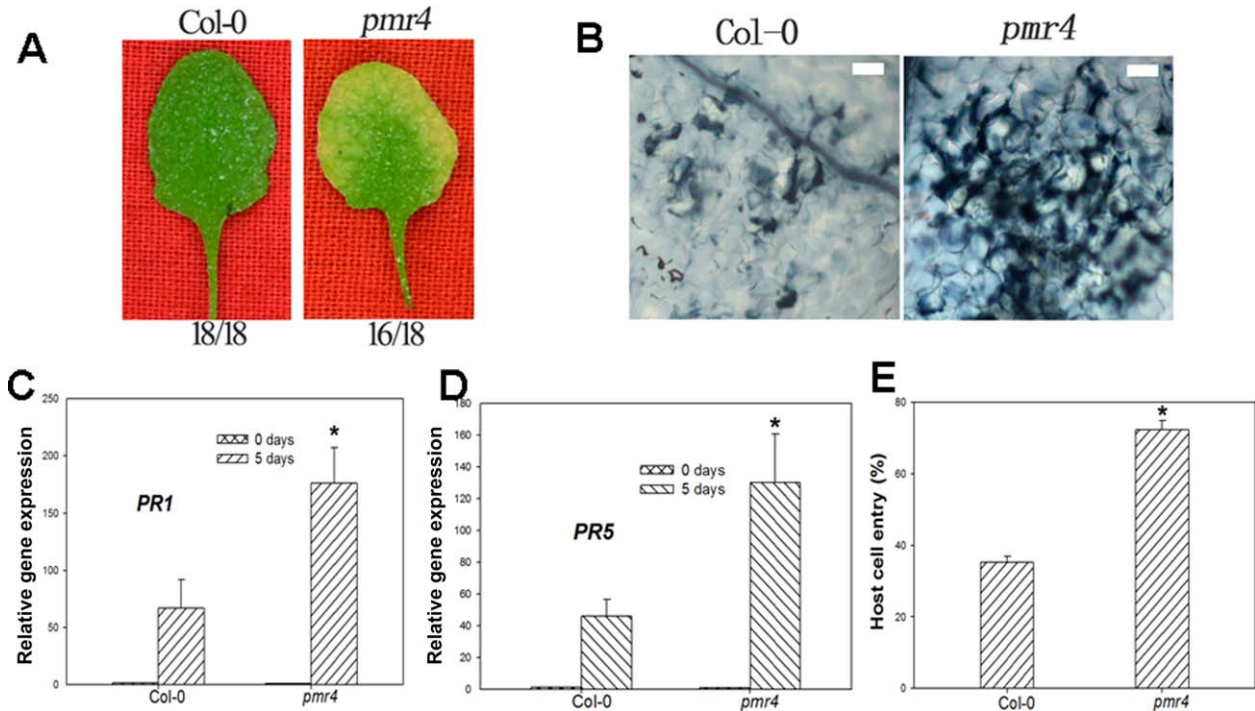 A
Col-0
pmr4
18/18
16/18
B
Col-0
pmr4
C
Relative gene expression
250
200
150
100
50
0
0 days
5 days
PR1
*
Col-0
pmr4
D
Relative gene expression
180
160
140
120
100
80
60
40
20
0
0 days
5 days
PR5
*
Col-0
pmr4
E
Host cell entry (%)
80
60
40
20
0
*
Col-0
pmr4